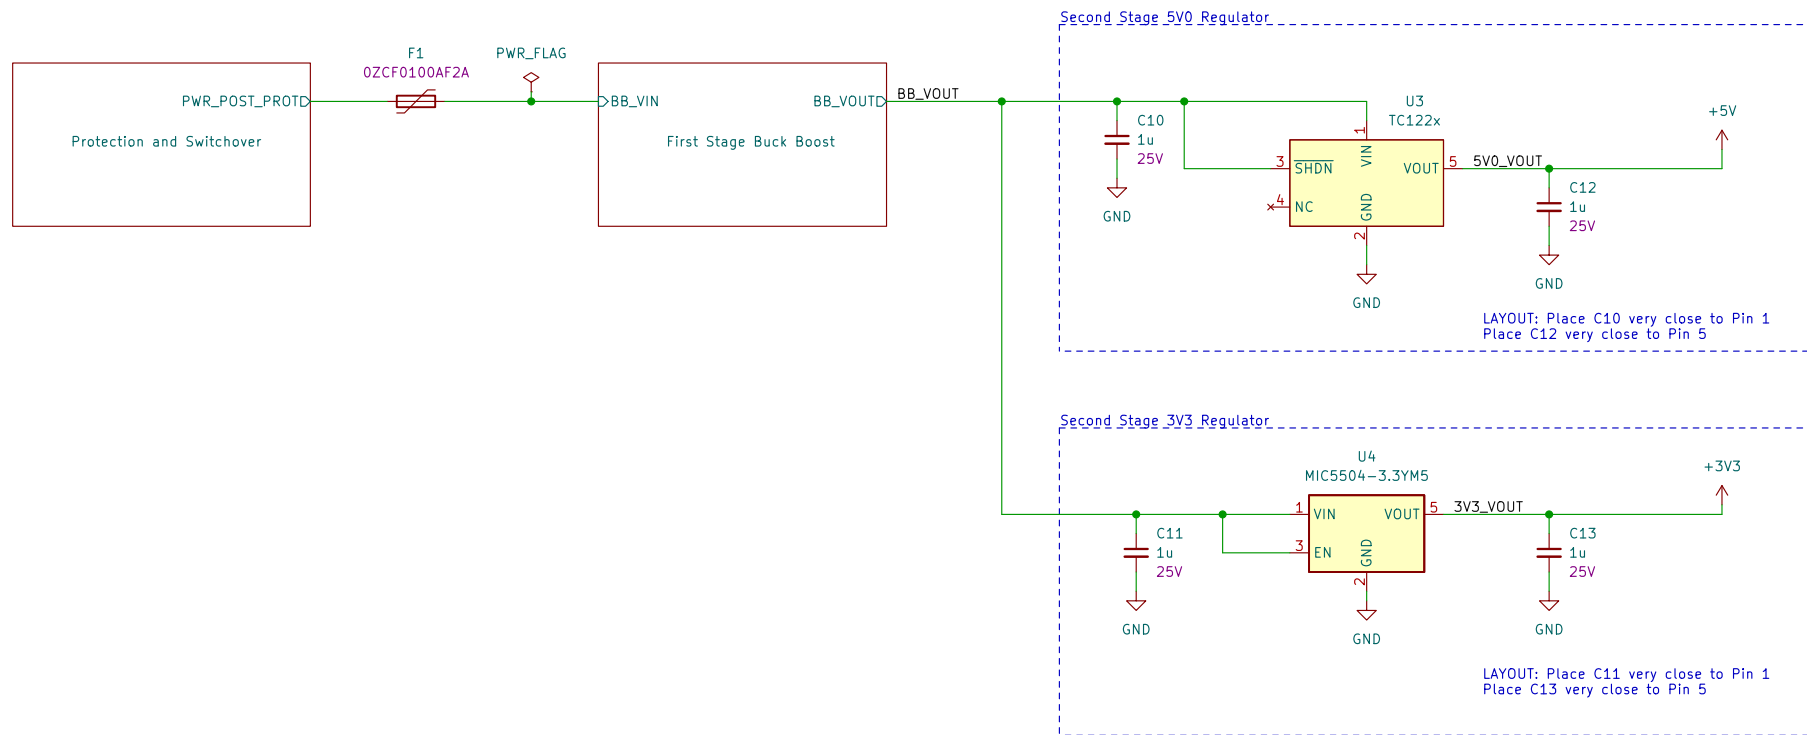 PWR_POST_PROT
Protection and Switchover
F1
0ZCF0100AF2A
PWR_FLAG
BB_VIN
BB_VOUT
First Stage Buck Boost
BB_VOUT
Second Stage 5V0 Regulator
C10
1u
25V
GND
U3
TC122x
1
VIN
3
SHDN
4
NC
VOUT
5
GND
2
GND
5V0_VOUT
+5V
C12
1u
25V
GND
LAYOUT: Place C10 very close to Pin 1
Place C12 very close to Pin 5
Second Stage 3V3 Regulator
C11
1u
25V
GND
U4
MIC5504-3.3YM5
1
VIN
3
EN
VOUT
5
GND
2
GND
3V3_VOUT
+3V3
C13
1u
25V
GND
LAYOUT: Place C11 very close to Pin 1
Place C13 very close to Pin 5